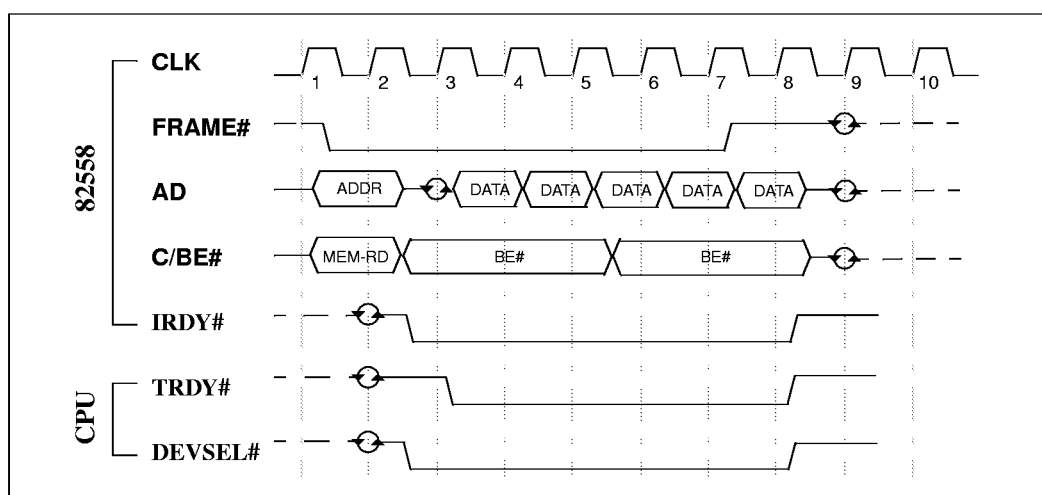 82558
CLK
1 2 3 4 5 6 7 8 9 10
FRAME#
AD
ADDR DATA DATA DATA DATA DATA
C/BE#
MEM-RD BE# BE#
IRDY#
CPU
TRDY#
DEVSEL#